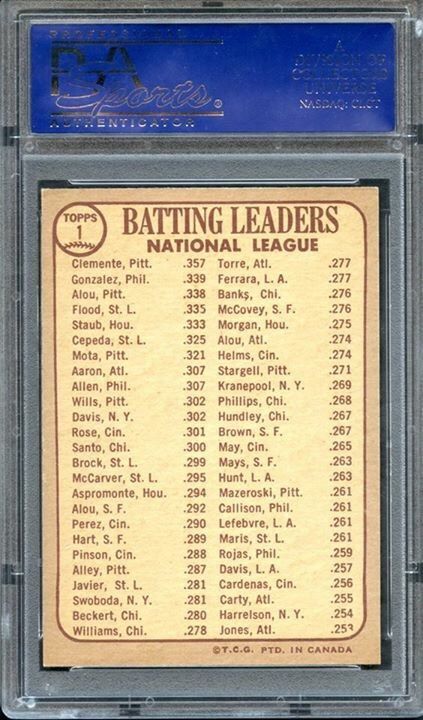 PROFESSIONAL
PSA
Sports®
AUTHENTICATOR
A
DIVISION OF
COLLECTORS
UNIVERSE
NASDAQ: CLCT
TOPPS
1
BATTING LEADERS
NATIONAL LEAGUE
Clemente, Pitt. .357 Torre, Atl. .277
Gonzalez, Phil. .339 Ferrara, L. A. .277
Alou, Pitt. .338 Banks, Chi. .276
Flood, St. L. .335 McCovey, S. F. .276
Staub, Hou. .333 Morgan, Hou. .275
Cepeda, St. L. .325 Alou, Atl. .274
Mota, Pitt. .321 Helms, Cin. .274
Aaron, Atl. .307 Stargell, Pitt. .271
Allen, Phil. .307 Kranepool, N. Y. .269
Wills, Pitt. .302 Phillips, Chi. .268
Davis, N. Y. .302 Hundley, Chi. .267
Rose, Cin. .301 Brown, S. F. .267
Santo, Chi. .300 May, Cin. .265
Brock, St. L. .299 Mays, S. F. .263
McCarver, St. L. .295 Hunt, L. A. .263
Aspromonte, Hou. .294 Mazeroski, Pitt. .261
Alou, S. F. .292 Callison, Phil. .261
Perez, Cin. .290 Lefebvre, L. A. .261
Hart, S. F. .289 Maris, St. L. .261
Pinson, Cin. .288 Rojas, Phil. .259
Alley, Pitt. .287 Davis, L. A. .257
Javier, St. L. .281 Cardenas, Cin. .256
Swoboda, N. Y. .281 Carty, Atl. .255
Beckert, Chi. .280 Harrelson, N. Y. .254
Williams, Chi. .278 Jones, Atl. .253
©T.C.G. PTD. IN CANADA